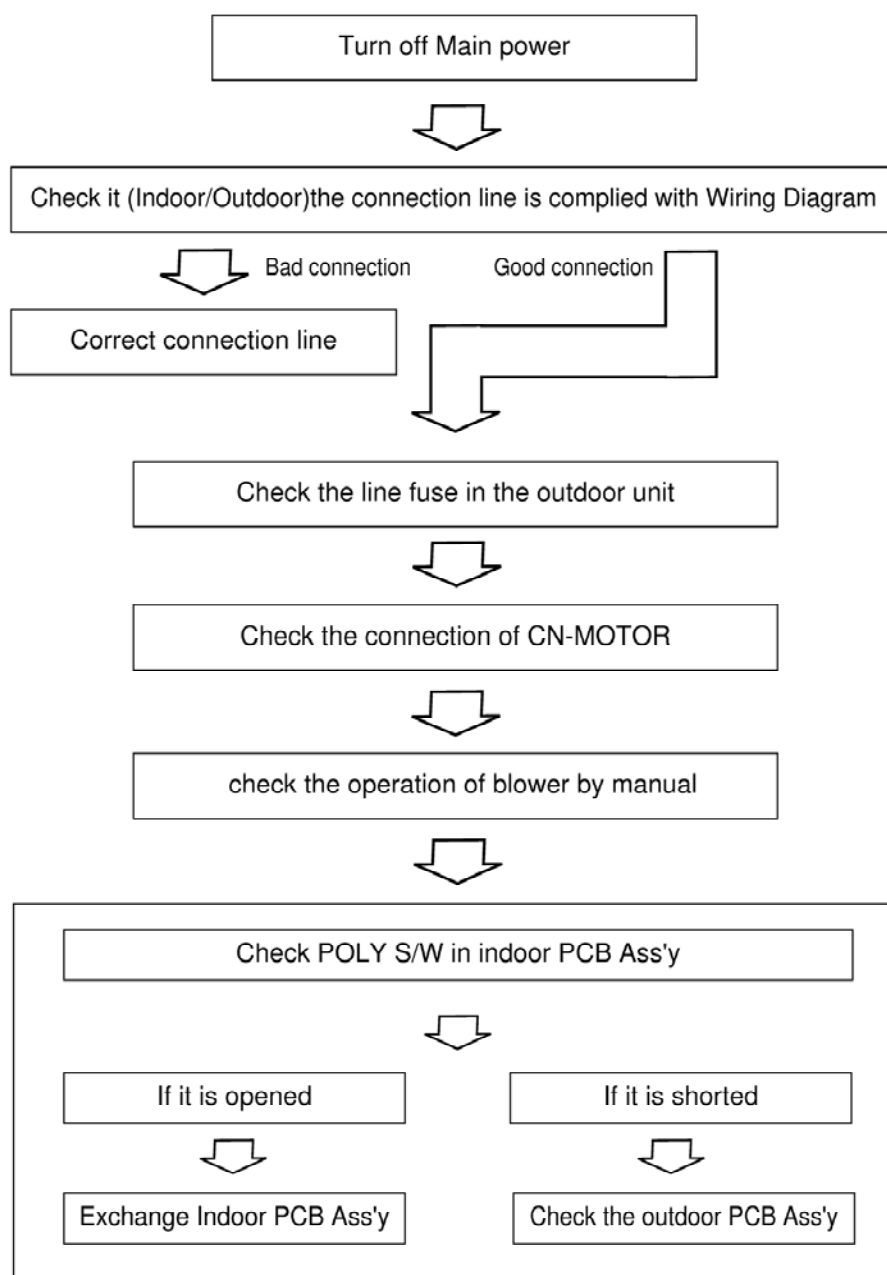 Turn off Main power
Check it (Indoor/Outdoor)the connection line is complied with Wiring Diagram
Bad connection
Good connection
Correct connection line
Check the line fuse in the outdoor unit
Check the connection of CN-MOTOR
check the operation of blower by manual
Check POLY S/W in indoor PCB Ass'y
If it is opened
If it is shorted
Exchange Indoor PCB Ass'y
Check the outdoor PCB Ass'y